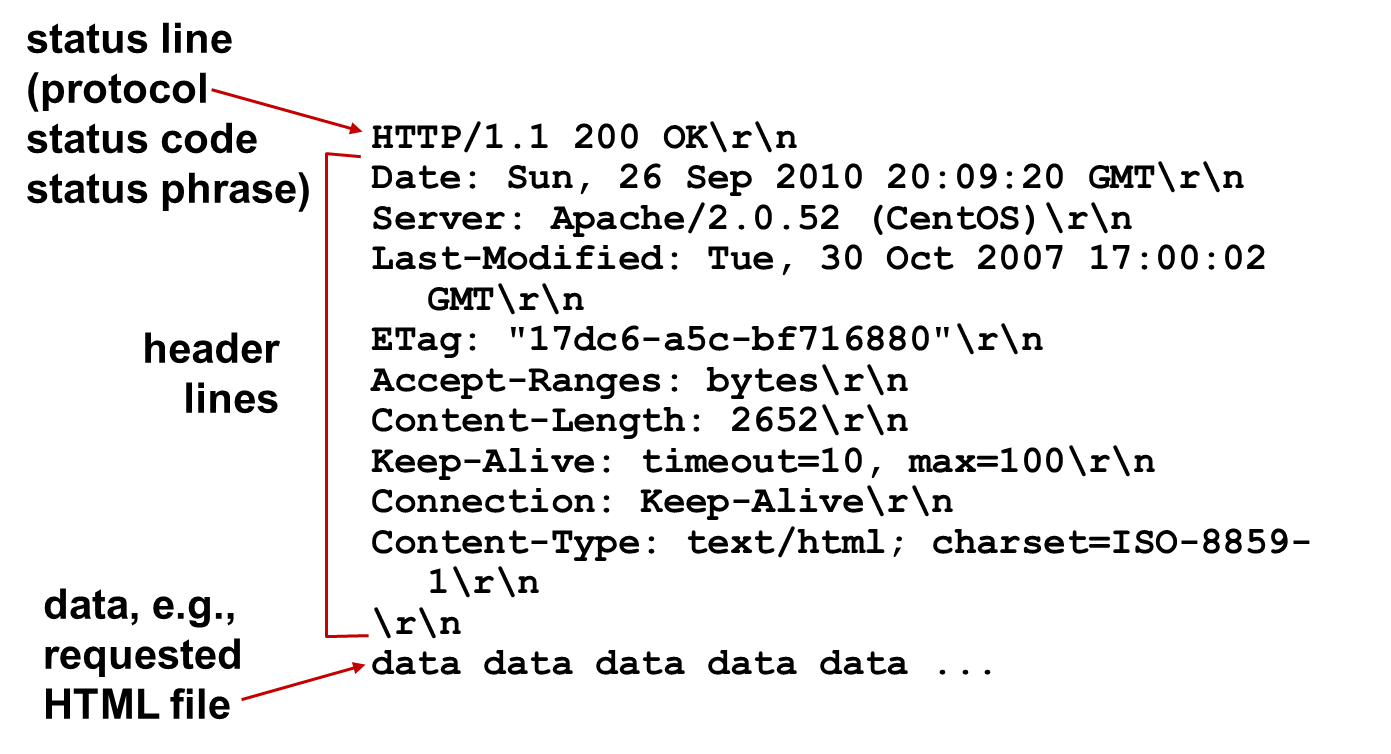 status line
(protocol
status code
status phrase)
HTTP/1.1 200 OK\r\n
Date: Sun, 26 Sep 2010 20:09:20 GMT\r\n
Server: Apache/2.0.52 (CentOS)\r\n
Last-Modified: Tue, 30 Oct 2007 17:00:02
GMT\r\n
ETag: "17dc6-a5c-bf716880"\r\n
Accept-Ranges: bytes\r\n
Content-Length: 2652\r\n
Keep-Alive: timeout=10, max=100\r\n
Connection: Keep-Alive\r\n
Content-Type: text/html; charset=ISO-8859-
1\r\n
\r\n
data data data data data ...
header
lines
data, e.g.,
requested
HTML file